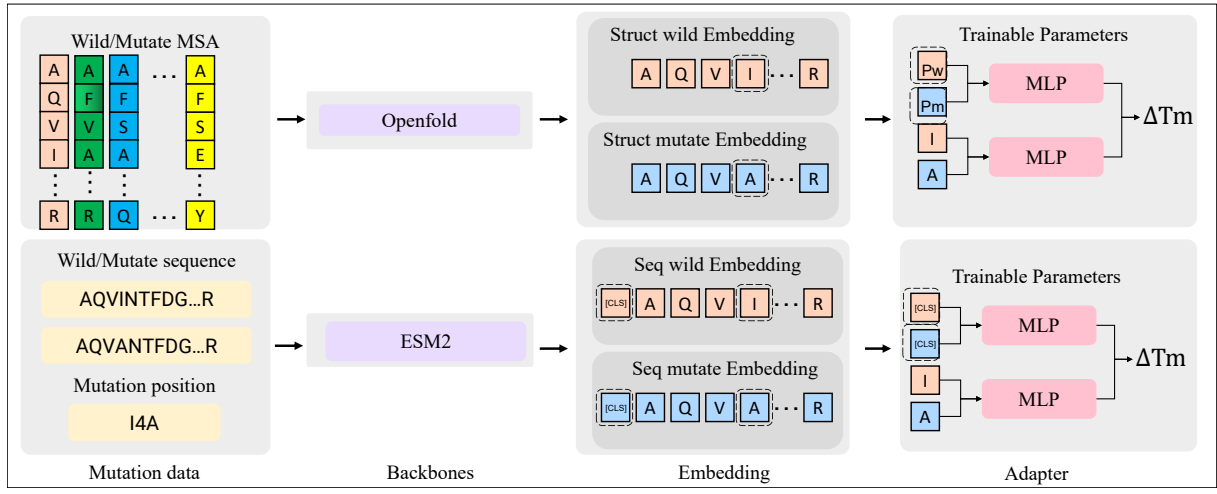 Wild/Mutate MSA
A A A ... A
Q F F F
V V S S
I A A E
R R Q ... Y
Openfold
Struct wild Embedding
A Q V I ... R
Struct mutate Embedding
A Q V A ... R
Trainable Parameters
Pw
Pm
I
A
MLP
MLP
ΔTm
Wild/Mutate sequence
AQVINTFDG...R
AQVANTFDG...R
Mutation position
I4A
ESM2
Seq wild Embedding
[CLS] A Q V I ... R
Seq mutate Embedding
[CLS] A Q V A ... R
Trainable Parameters
[CLS]
[CLS]
I
A
MLP
MLP
ΔTm
Mutation data Backbones Embedding Adapter